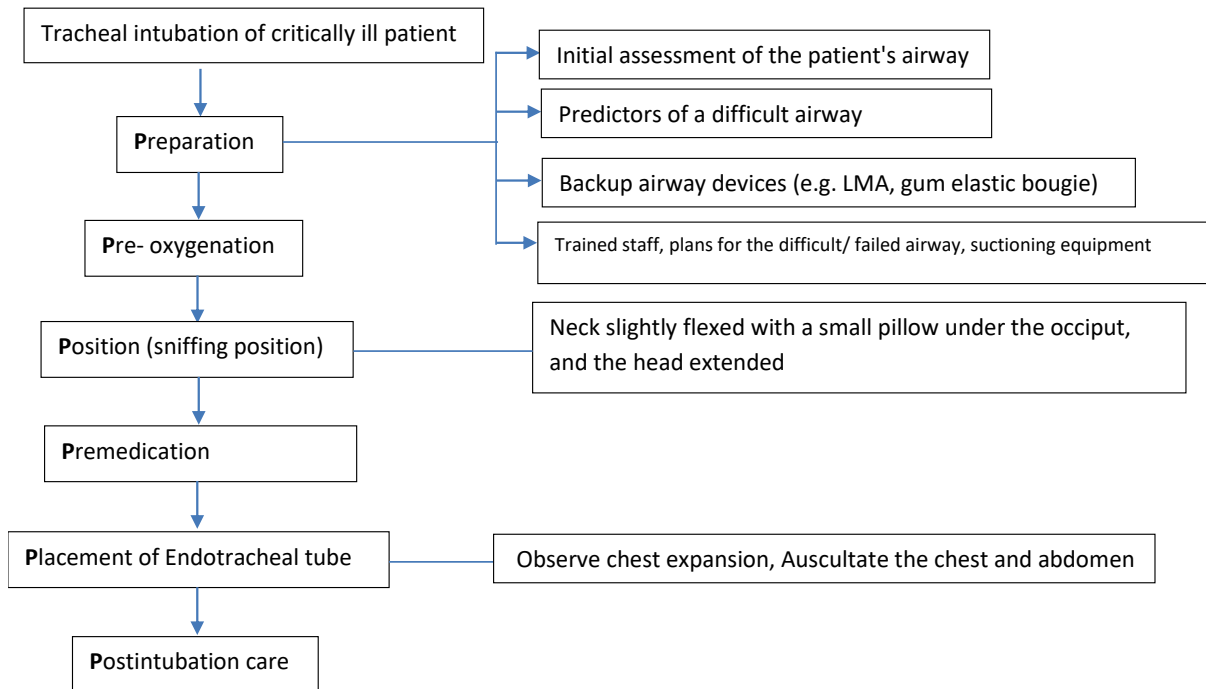 Tracheal intubation of critically ill patient
Initial assessment of the patient's airway
Predictors of a difficult airway
Preparation
Backup airway devices (e.g. LMA, gum elastic bougie)
Pre- oxygenation
Trained staff, plans for the difficult/ failed airway, suctioning equipment
Position (sniffing position)
Neck slightly flexed with a small pillow under the occiput,
and the head extended
Premedication
Placement of Endotracheal tube
Observe chest expansion, Auscultate the chest and abdomen
Postintubation care